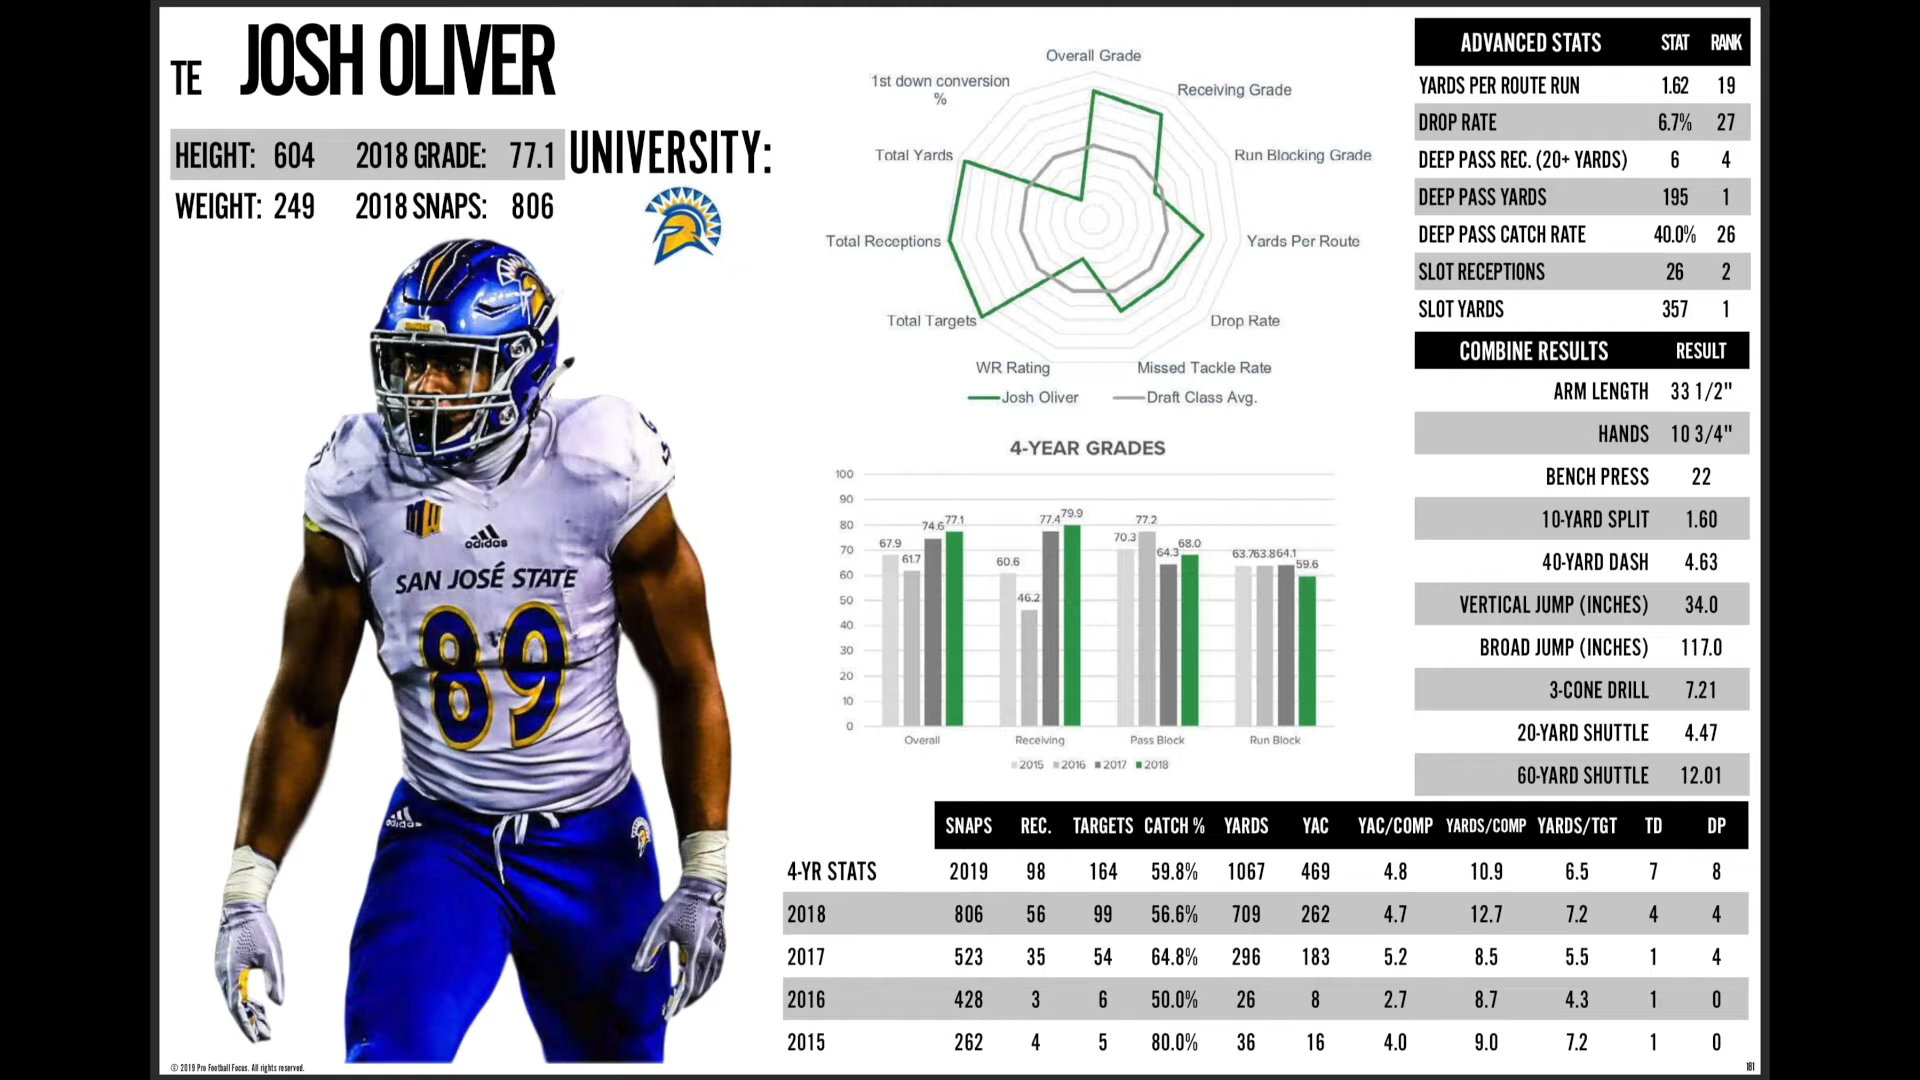 TE JOSH OLIVER
HEIGHT: 604 2018 GRADE: 77.1
WEIGHT: 249 2018 SNAPS: 806
UNIVERSITY:
adidas
SAN JOSÉ STATE
89
adidas
© 2019 Pro Football Focus. All rights reserved.
Overall Grade
Receiving Grade
Run Blocking Grade
Yards Per Route
Drop Rate
Missed Tackle Rate
WR Rating
Total Targets
Total Receptions
Total Yards
1st down conversion
%
Josh Oliver Draft Class Avg.
4-YEAR GRADES
100
90
80
70
60
50
40
30
20
10
0
67.9 61.7 74.6 77.1
60.6 46.2 77.4 79.9
70.3 77.2 64.3 68.0
63.7 63.8 64.1 59.6
Overall Receiving Pass Block Run Block
2015 2016 2017 2018
ADVANCED STATS STAT RANK
YARDS PER ROUTE RUN 1.62 19
DROP RATE 6.7% 27
DEEP PASS REC. (20+ YARDS) 6 4
DEEP PASS YARDS 195 1
DEEP PASS CATCH RATE 40.0% 26
SLOT RECEPTIONS 26 2
SLOT YARDS 357 1
COMBINE RESULTS RESULT
ARM LENGTH 33 1/2"
HANDS 10 3/4"
BENCH PRESS 22
10-YARD SPLIT 1.60
40-YARD DASH 4.63
VERTICAL JUMP (INCHES) 34.0
BROAD JUMP (INCHES) 117.0
3-CONE DRILL 7.21
20-YARD SHUTTLE 4.47
60-YARD SHUTTLE 12.01
SNAPS REC. TARGETS CATCH % YARDS YAC YAC/COMP YARDS/COMP YARDS/TGT TD DP
4-YR STATS 2019 98 164 59.8% 1067 469 4.8 10.9 6.5 7 8
2018 806 56 99 56.6% 709 262 4.7 12.7 7.2 4 4
2017 523 35 54 64.8% 296 183 5.2 8.5 5.5 1 4
2016 428 3 6 50.0% 26 8 2.7 8.7 4.3 1 0
2015 262 4 5 80.0% 36 16 4.0 9.0 7.2 1 0
181